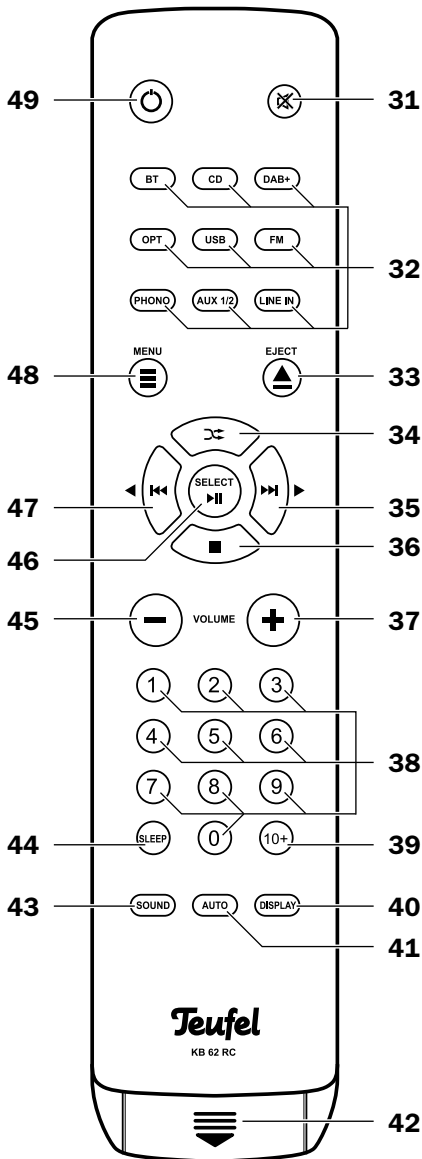 49 31
BT CD DAB+
OPT USB FM
32
PHONO AUX 1/2 LINE IN
MENU EJECT
48 33
34
SELECT
47 35
46 36
45 VOLUME 37
1 2 3
4 5 6
38
7 8 9
44 SLEEP 0 10+ 39
43 SOUND AUTO DISPLAY 40
41
Teufel
KB 62 RC
42